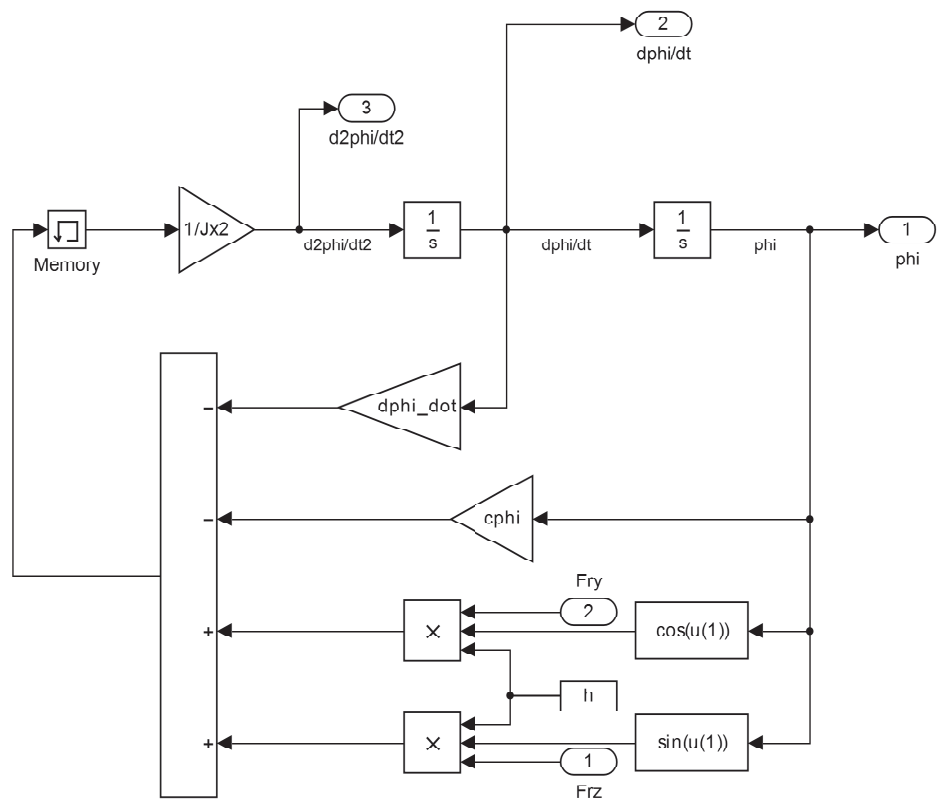 2
dphi/dt
3
d2phi/dt2
1/Jx2
d2phi/dt2
1
s
dphi/dt
1
s
phi
1
phi
Memory
– dphi_dot
– cphi
Fry
2
+ × cos(u(1))
h
+ × sin(u(1))
1
Frz